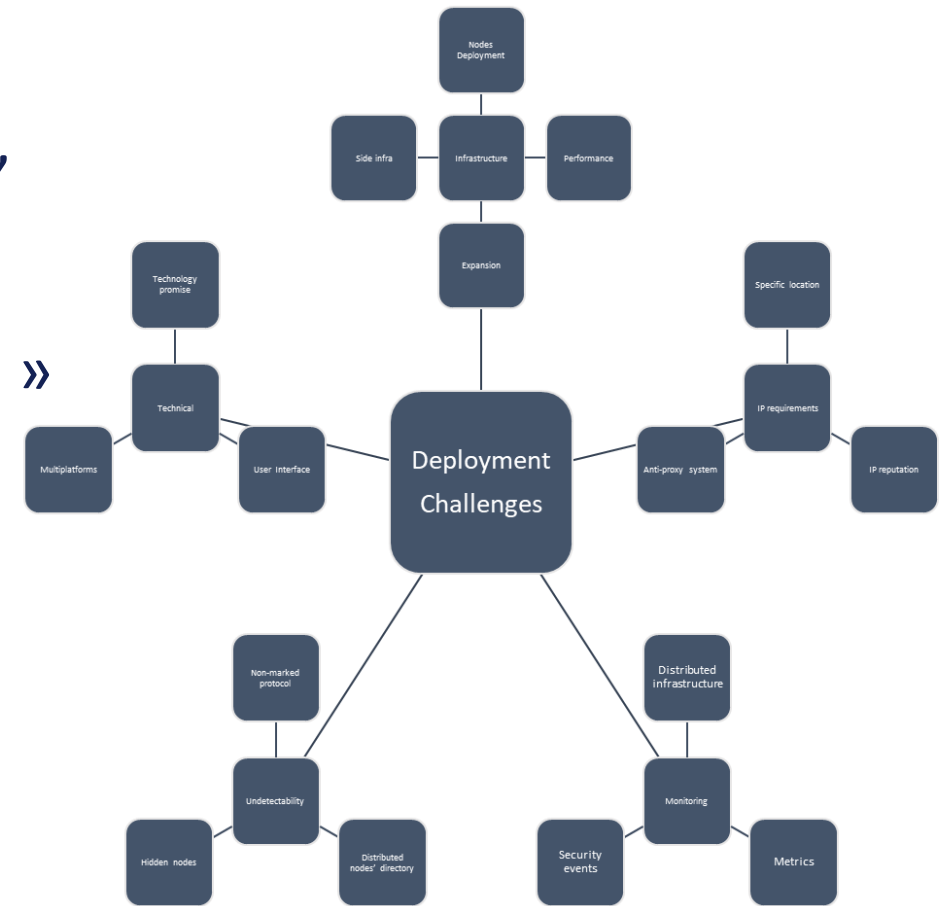 Nodes
Deployment
Side infra
Infrastructure
Performance
,
Expansion
Technology
promise
Specific location
»
Technical
IP requirements
Multiplatforms
User Interface
Deployment
Challenges
Anti-proxy system
IP reputation
Non-marked
protocol
Distributed
infrastructure
Undetectability
Monitoring
Hidden nodes
Distributed
nodes' directory
Security
events
Metrics